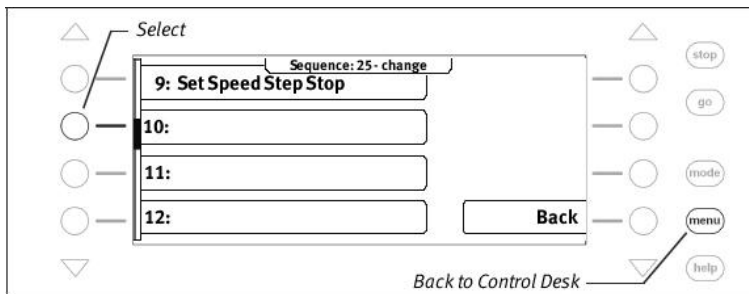 Select
Sequence: 25 - change
9: Set Speed Step Stop
10:
11:
12:
Back
stop
go
mode
menu
help
Back to Control Desk